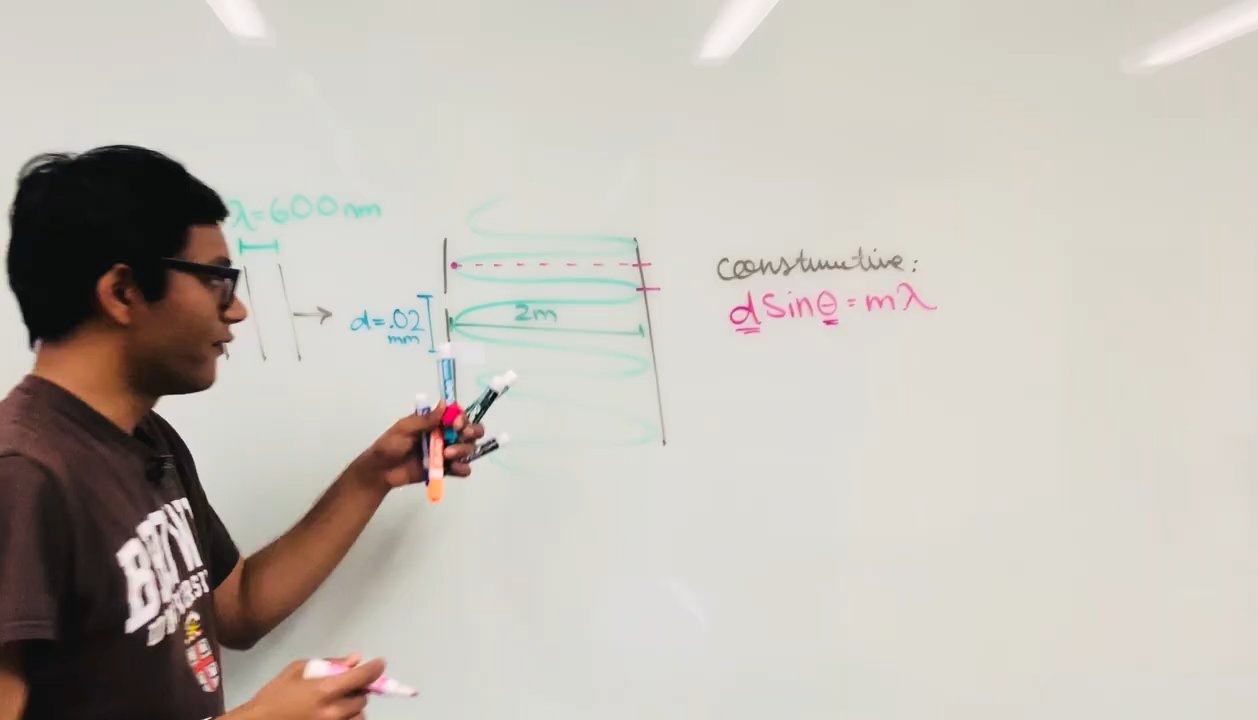 λ=600nm
d=.02
mm
2m
constructive:
d sinθ = mλ